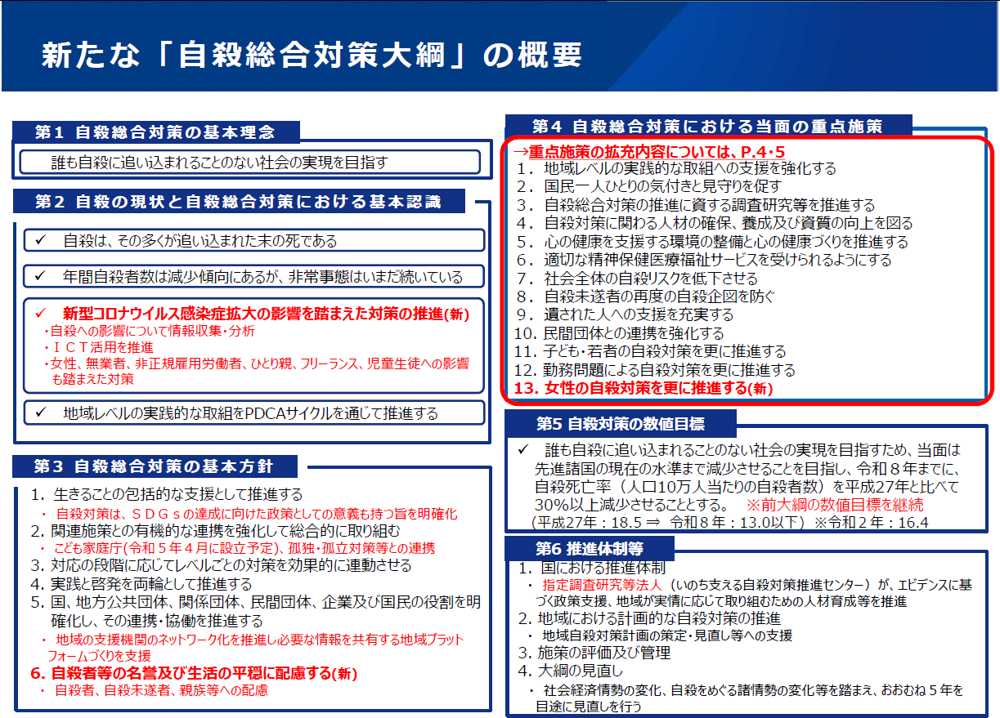 新たな「自殺総合対策大綱」の概要
第1 自殺総合対策の基本理念
誰も自殺に追い込まれることのない社会の実現を目指す
第2 自殺の現状と自殺総合対策における基本認識
✓ 自殺は、その多くが追い込まれた末の死である
✓ 年間自殺者数は減少傾向にあるが、非常事態はいまだ続いている
✓ 新型コロナウイルス感染症拡大の影響を踏まえた対策の推進(新)
・自殺への影響について情報収集・分析
・ＩＣＴ活用を推進
・女性、無業者、非正規雇用労働者、ひとり親、フリーランス、児童生徒への影響
も踏まえた対策
✓ 地域レベルの実践的な取組をPDCAサイクルを通じて推進する
第3 自殺総合対策の基本方針
1. 生きることの包括的な支援として推進する
・ 自殺対策は、ＳＤＧｓの達成に向けた政策としての意義も持つ旨を明確化
2. 関連施策との有機的な連携を強化して総合的に取り組む
・ こども家庭庁(令和５年４月に設立予定)、孤独・孤立対策等との連携
3. 対応の段階に応じてレベルごとの対策を効果的に連動させる
4. 実践と啓発を両輪として推進する
5. 国、地方公共団体、関係団体、民間団体、企業及び国民の役割を明
確化し、その連携・協働を推進する
・ 地域の支援機関のネットワーク化を推進し必要な情報を共有する地域プラット
フォームづくりを支援
6. 自殺者等の名誉及び生活の平穏に配慮する(新)
・ 自殺者、自殺未遂者、親族等への配慮
第4 自殺総合対策における当面の重点施策
→重点施策の拡充内容については、P.4・5
１. 地域レベルの実践的な取組への支援を強化する
２. 国民一人ひとりの気付きと見守りを促す
３. 自殺総合対策の推進に資する調査研究等を推進する
４. 自殺対策に関わる人材の確保、養成及び資質の向上を図る
５. 心の健康を支援する環境の整備と心の健康づくりを推進する
６. 適切な精神保健医療福祉サービスを受けられるようにする
７. 社会全体の自殺リスクを低下させる
８. 自殺未遂者の再度の自殺企図を防ぐ
９. 遺された人への支援を充実する
10. 民間団体との連携を強化する
11. 子ども・若者の自殺対策を更に推進する
12. 勤務問題による自殺対策を更に推進する
13. 女性の自殺対策を更に推進する(新)
第5 自殺対策の数値目標
✓ 誰も自殺に追い込まれることのない社会の実現を目指すため、当面は
先進諸国の現在の水準まで減少させることを目指し、令和８年までに、
自殺死亡率（人口10万人当たりの自殺者数）を平成27年と比べて
30%以上減少させることとする。 ※前大綱の数値目標を継続
（平成27年：18.5 ⇒ 令和８年：13.0以下）※令和２年：16.4
第6 推進体制等
1. 国における推進体制
・ 指定調査研究等法人（いのち支える自殺対策推進センター）が、エビデンスに基
づく政策支援、地域が実情に応じて取り組むための人材育成等を推進
2. 地域における計画的な自殺対策の推進
・ 地域自殺対策計画の策定・見直し等への支援
3. 施策の評価及び管理
4. 大綱の見直し
・ 社会経済情勢の変化、自殺をめぐる諸情勢の変化等を踏まえ、おおむね５年を
目途に見直しを行う